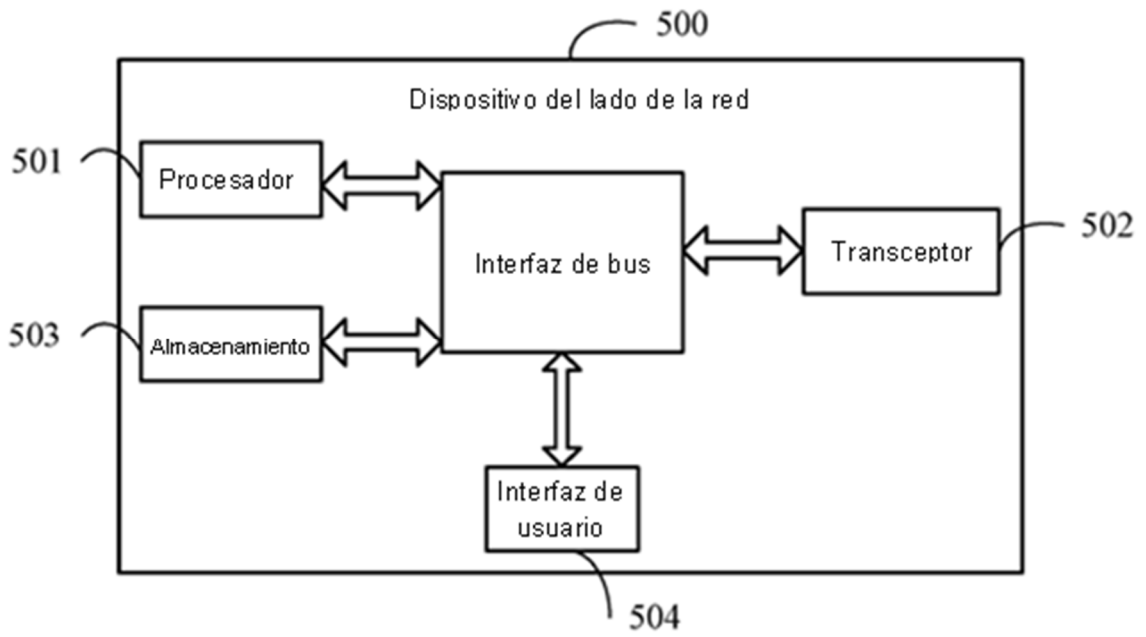 500
Dispositivo del lado de la red
501
Procesador
Interfaz de bus
Transceptor
502
503
Almacenamiento
Interfaz de
usuario
504